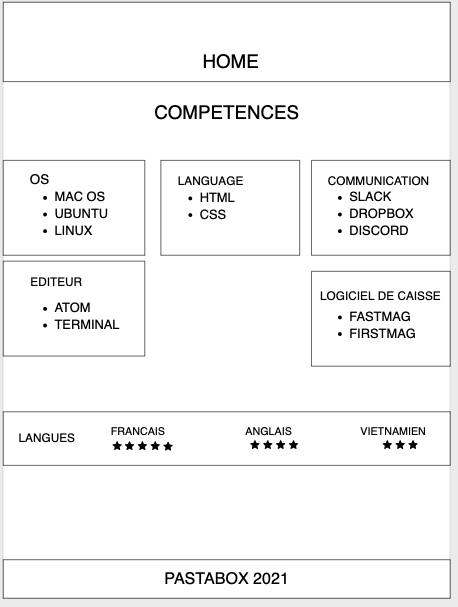 HOME
COMPETENCES
OS
• MAC OS
• UBUNTU
• LINUX
LANGUAGE
• HTML
• CSS
COMMUNICATION
• SLACK
• DROPBOX
• DISCORD
EDITEUR
• ATOM
• TERMINAL
LOGICIEL DE CAISSE
• FASTMAG
• FIRSTMAG
LANGUES
FRANCAIS
★★★★★
ANGLAIS
★★★★
VIETNAMIEN
★★★
PASTABOX 2021